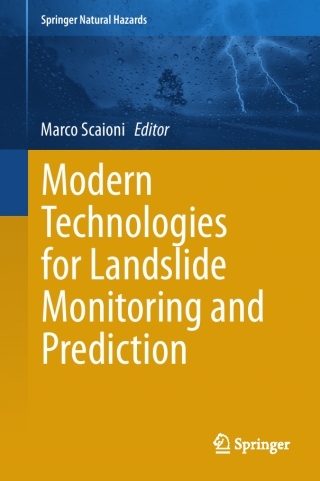 Springer Natural Hazards
Marco Scaioni Editor
Modern
Technologies
for Landslide
Monitoring and
Prediction
Springer